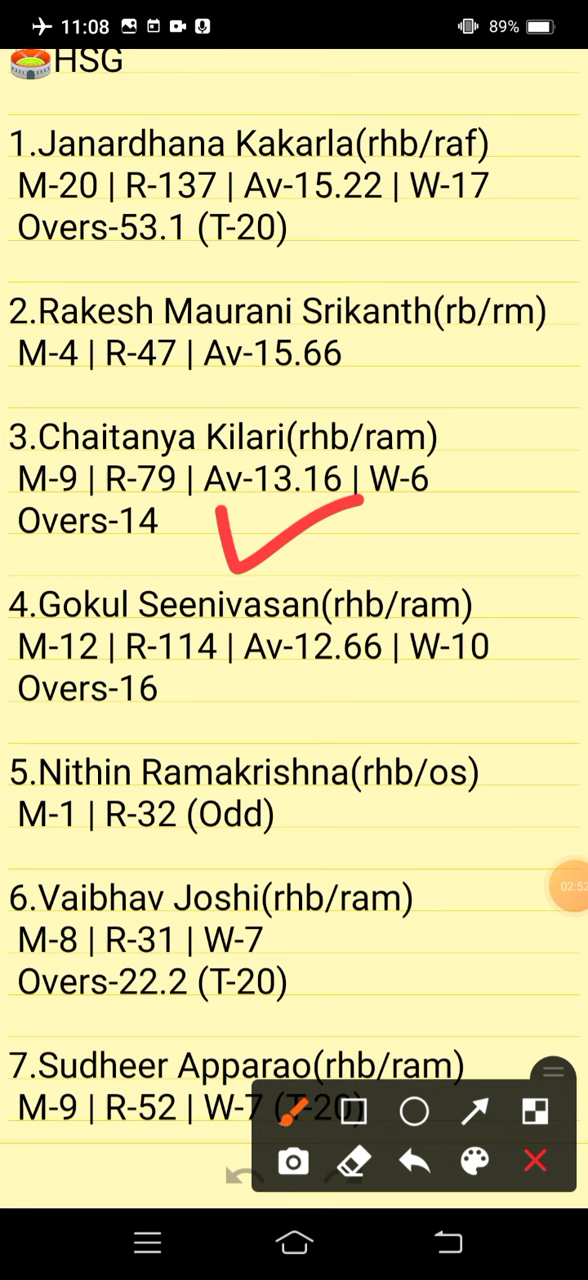 11:08
89%
HSG
1.Janardhana Kakarla(rhb/raf)
M-20 | R-137 | Av-15.22 | W-17
Overs-53.1 (T-20)
2.Rakesh Maurani Srikanth(rb/rm)
M-4 | R-47 | Av-15.66
3.Chaitanya Kilari(rhb/ram)
M-9 | R-79 | Av-13.16 | W-6
Overs-14
4.Gokul Seenivasan(rhb/ram)
M-12 | R-114 | Av-12.66 | W-10
Overs-16
5.Nithin Ramakrishna(rhb/os)
M-1 | R-32 (Odd)
6.Vaibhav Joshi(rhb/ram)
M-8 | R-31 | W-7
Overs-22.2 (T-20)
02:52
7.Sudheer Apparao(rhb/ram)
M-9 | R-52 | W-7 (T-20)